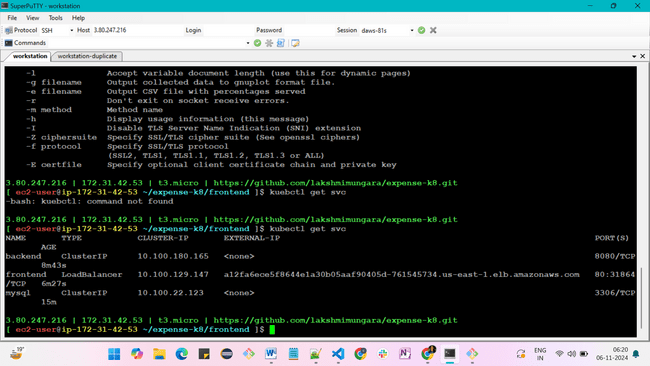 SuperPuTTY - workstation
File View Tools Help
Protocol SSH Host 3.80.247.216 Login Password Session daws-81s
Commands
workstation workstation-duplicate
-l Accept variable document length (use this for dynamic pages)
-g filename Output collected data to gnuplot format file.
-e filename Output CSV file with percentages served
-r Don't exit on socket receive errors.
-m method Method name
-h Display usage information (this message)
-I Disable TLS Server Name Indication (SNI) extension
-Z ciphersuite Specify SSL/TLS cipher suite (See openssl ciphers)
-f protocol Specify SSL/TLS protocol
(SSL2, TLS1, TLS1.1, TLS1.2, TLS1.3 or ALL)
-E certfile Specify optional client certificate chain and private key
3.80.247.216 | 172.31.42.53 | t3.micro | https://github.com/lakshmimungara/expense-k8.git
[ ec2-user@ip-172-31-42-53 ~/expense-k8/frontend ]$ kuebctl get svc
-bash: kuebctl: command not found
3.80.247.216 | 172.31.42.53 | t3.micro | https://github.com/lakshmimungara/expense-k8.git
[ ec2-user@ip-172-31-42-53 ~/expense-k8/frontend ]$ kubectl get svc
NAME TYPE CLUSTER-IP EXTERNAL-IP PORT(S)
AGE
backend ClusterIP 10.100.180.165 <none> 8080/TCP
8m43s
frontend LoadBalancer 10.100.129.147 a12fa6ece5f8644e1a30b05aaf90405d-761545734.us-east-1.elb.amazonaws.com 80:31864
/TCP 6m27s
mysql ClusterIP 10.100.22.123 <none> 3306/TCP
15m
3.80.247.216 | 172.31.42.53 | t3.micro | https://github.com/lakshmimungara/expense-k8.git
[ ec2-user@ip-172-31-42-53 ~/expense-k8/frontend ]$
19°
ENG
IN
06:20
06-11-2024